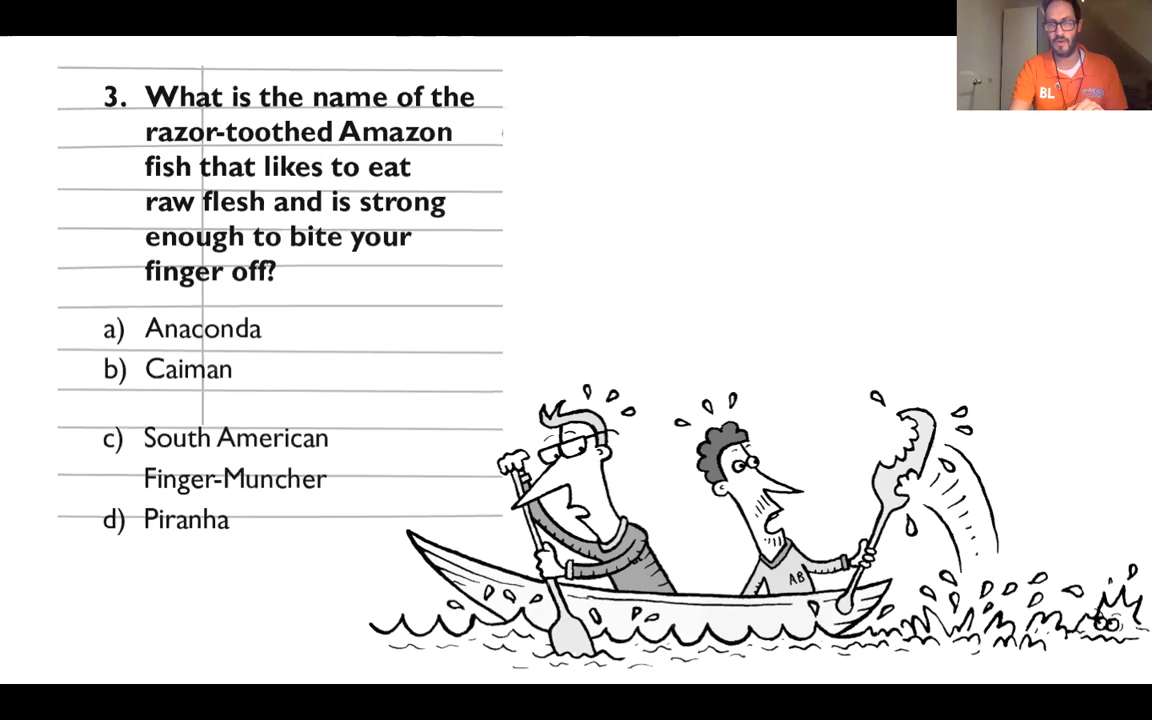 3. What is the name of the
razor-toothed Amazon
fish that likes to eat
raw flesh and is strong
enough to bite your
finger off?
a) Anaconda
b) Caiman
c) South American
Finger-Muncher
d) Piranha
AB
BL